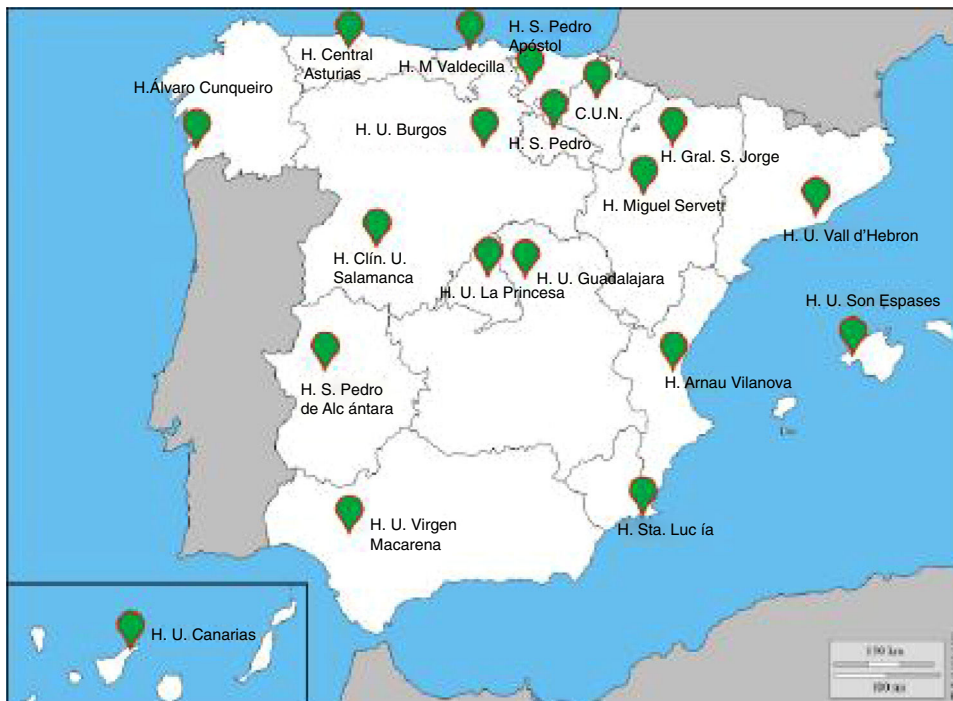 H. S. Pedro
Apóstol
H. Central
Asturias
H. M Valdecilla .
H.Álvaro Cunqueiro
C.U.N.
H. U. Burgos
H. S. Pedro
H. Gral. S. Jorge
H. Miguel Servett
H. U. Vall d’Hebron
H. Clín. U.
Salamanca
H. U. Guadalajara
H. U. La Princesa
H. U. Son Espases
H. Arnau Vilanova
H. S. Pedro
de Alc ántara
H. U. Virgen
Macarena
H. Sta. Luc ía
H. U. Canarias